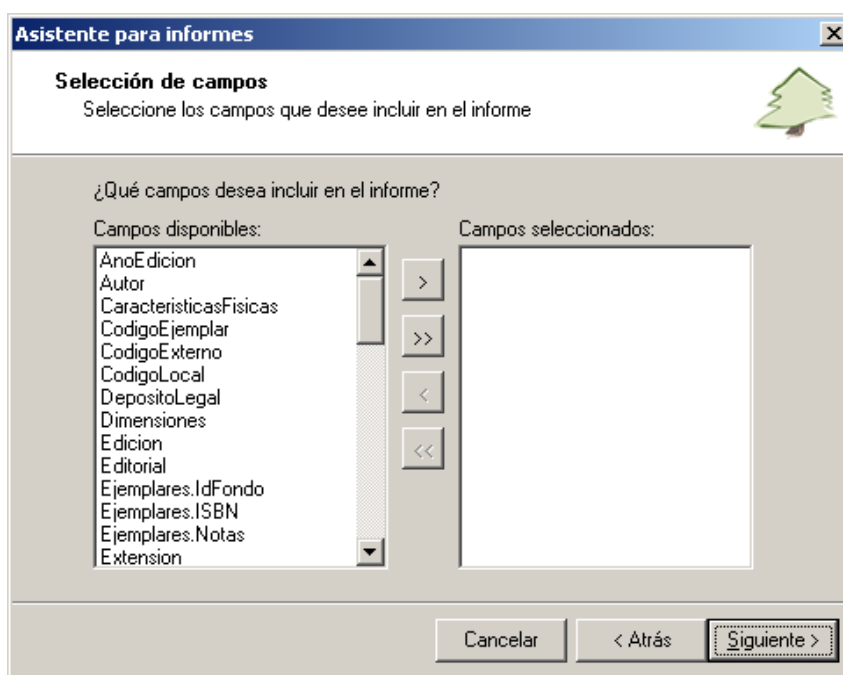 Asistente para informes
Selección de campos
Seleccione los campos que desee incluir en el informe
¿Qué campos desea incluir en el informe?
Campos disponibles:
Campos seleccionados:
AnoEdicion
Autor
CaracteristicasFisicas
CodigoEjemplar
CodigoExterno
CodigoLocal
DepositoLegal
Dimensiones
Edicion
Editorial
Ejemplares.IdFondo
Ejemplares.ISBN
Ejemplares.Notas
Extension
>
>>
<
<<
Cancelar
< Atrás
Siguiente >